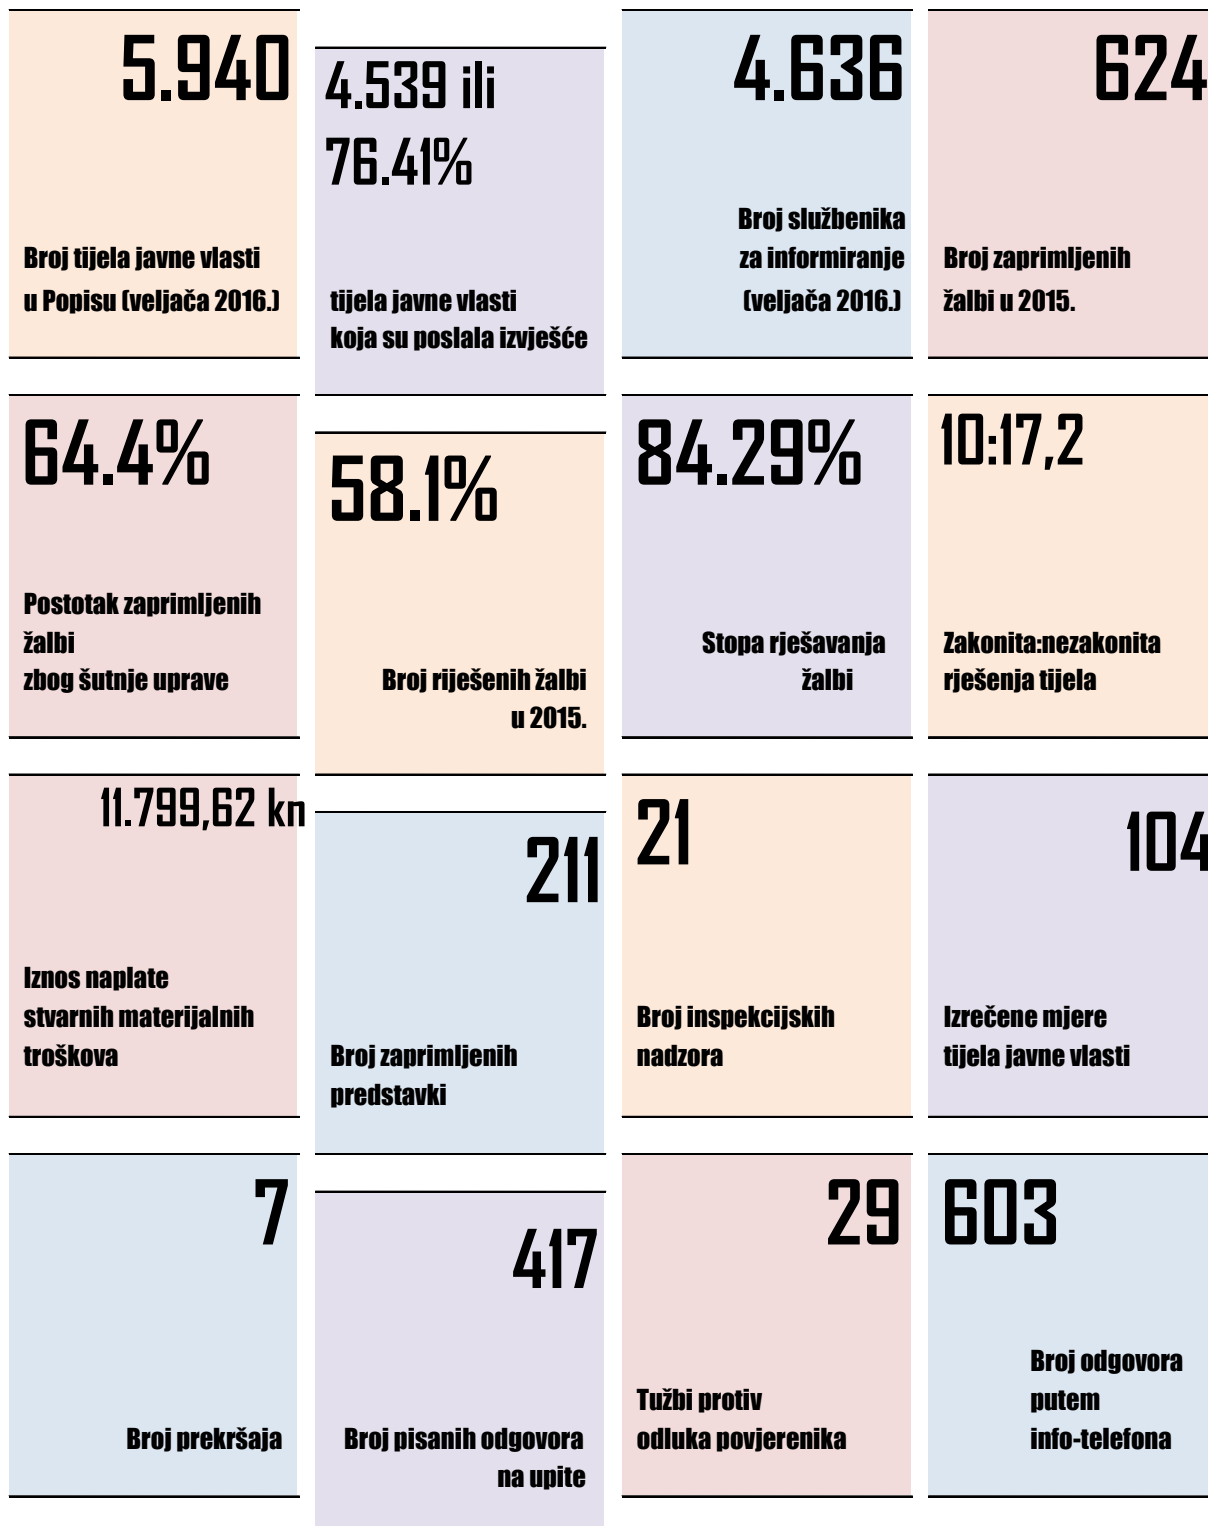 5.940
Broj tijela javne vlasti
u Popisu (veljača 2016.)
4.539 ili
76.41%
tijela javne vlasti
koja su poslala izvješće
4.636
Broj službenika
za informiranje
(veljača 2016.)
624
Broj zaprimljenih
žalbi u 2015.
64.4%
Postotak zaprimljenih
žalbi
zbog šutnje uprave
58.1%
Broj riješenih žalbi
u 2015.
84.29%
Stopa rješavanja
žalbi
10:17,2
Zakonita:nezakonita
rješenja tijela
11.799,62 kn
Iznos naplate
stvarnih materijalnih
troškova
211
Broj zaprimljenih
predstavki
21
Broj inspekcijskih
nadzora
104
Izrečene mjere
tijela javne vlasti
7
Broj prekršaja
417
Broj pisanih odgovora
na upite
29
Tužbi protiv
odluka povjerenika
603
Broj odgovora
putem
info-telefona